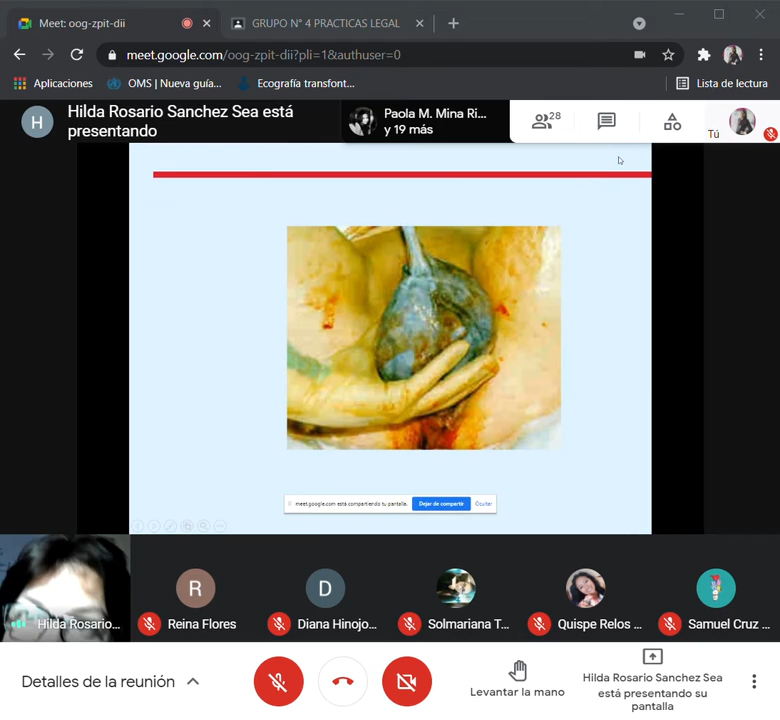 Meet: oog-zpit-dii
GRUPO N° 4 PRACTICAS LEGAL
meet.google.com/oog-zpit-dii?pli=1&authuser=0
Aplicaciones
OMS | Nueva guía...
Ecografía transfont...
Lista de lectura
H
Hilda Rosario Sanchez Sea está
presentando
Paola M. Mina Ri...
y 19 más
28
Tú
meet.google.com está compartiendo tu pantalla.
Dejar de compartir
Ocultar
Hilda Rosario...
R
Reina Flores
D
Diana Hinojo...
Solmariana T...
Quispe Relos ...
Samuel Cruz ...
Detalles de la reunión
Levantar la mano
Hilda Rosario Sanchez Sea
está presentando su
pantalla